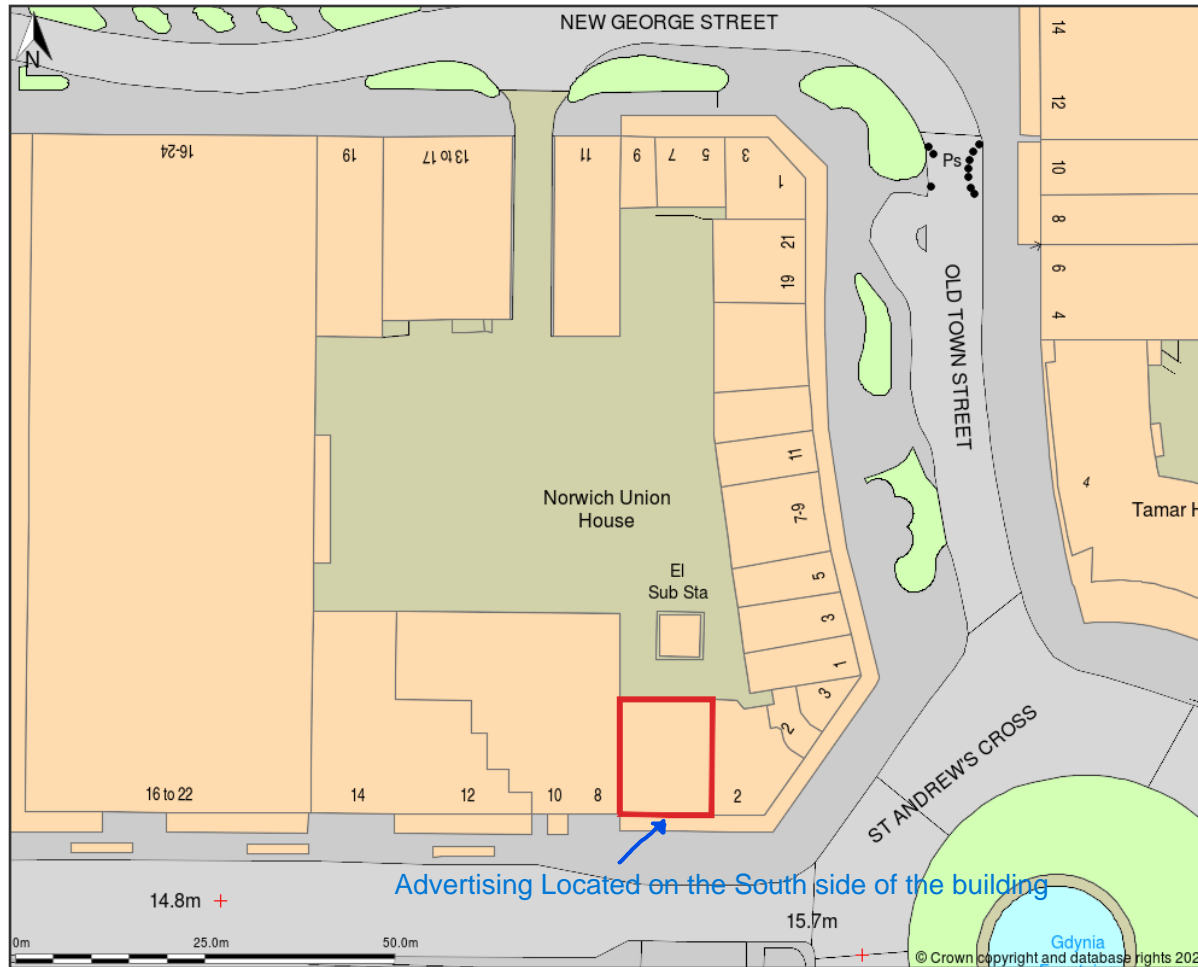 NEW GEORGE STREET
N
14
12
10
8
6
4
16-24
19
13 to 17
11
9
7
5
3
1
21
19
Ps
OLD TOWN STREET
11
7-9
5
3
1
Norwich Union
House
El
Sub Sta
4
Tamar H
3
2
2
16 to 22
14
12
10
8
ST ANDREW'S CROSS
Advertising Located on the South side of the building
14.8m
15.7m
0m
25.0m
50.0m
Gdynia
© Crown copyright and database rights 202